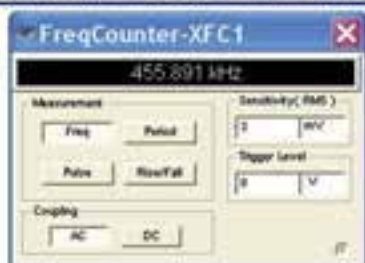 FreqCounter-XFC1
455.891 kHz
Measurement
Sensitivity( RMS )
Freq Period
3 mV
Pulse Rise/Fall
Trigger Level
0 V
Coupling
AC DC